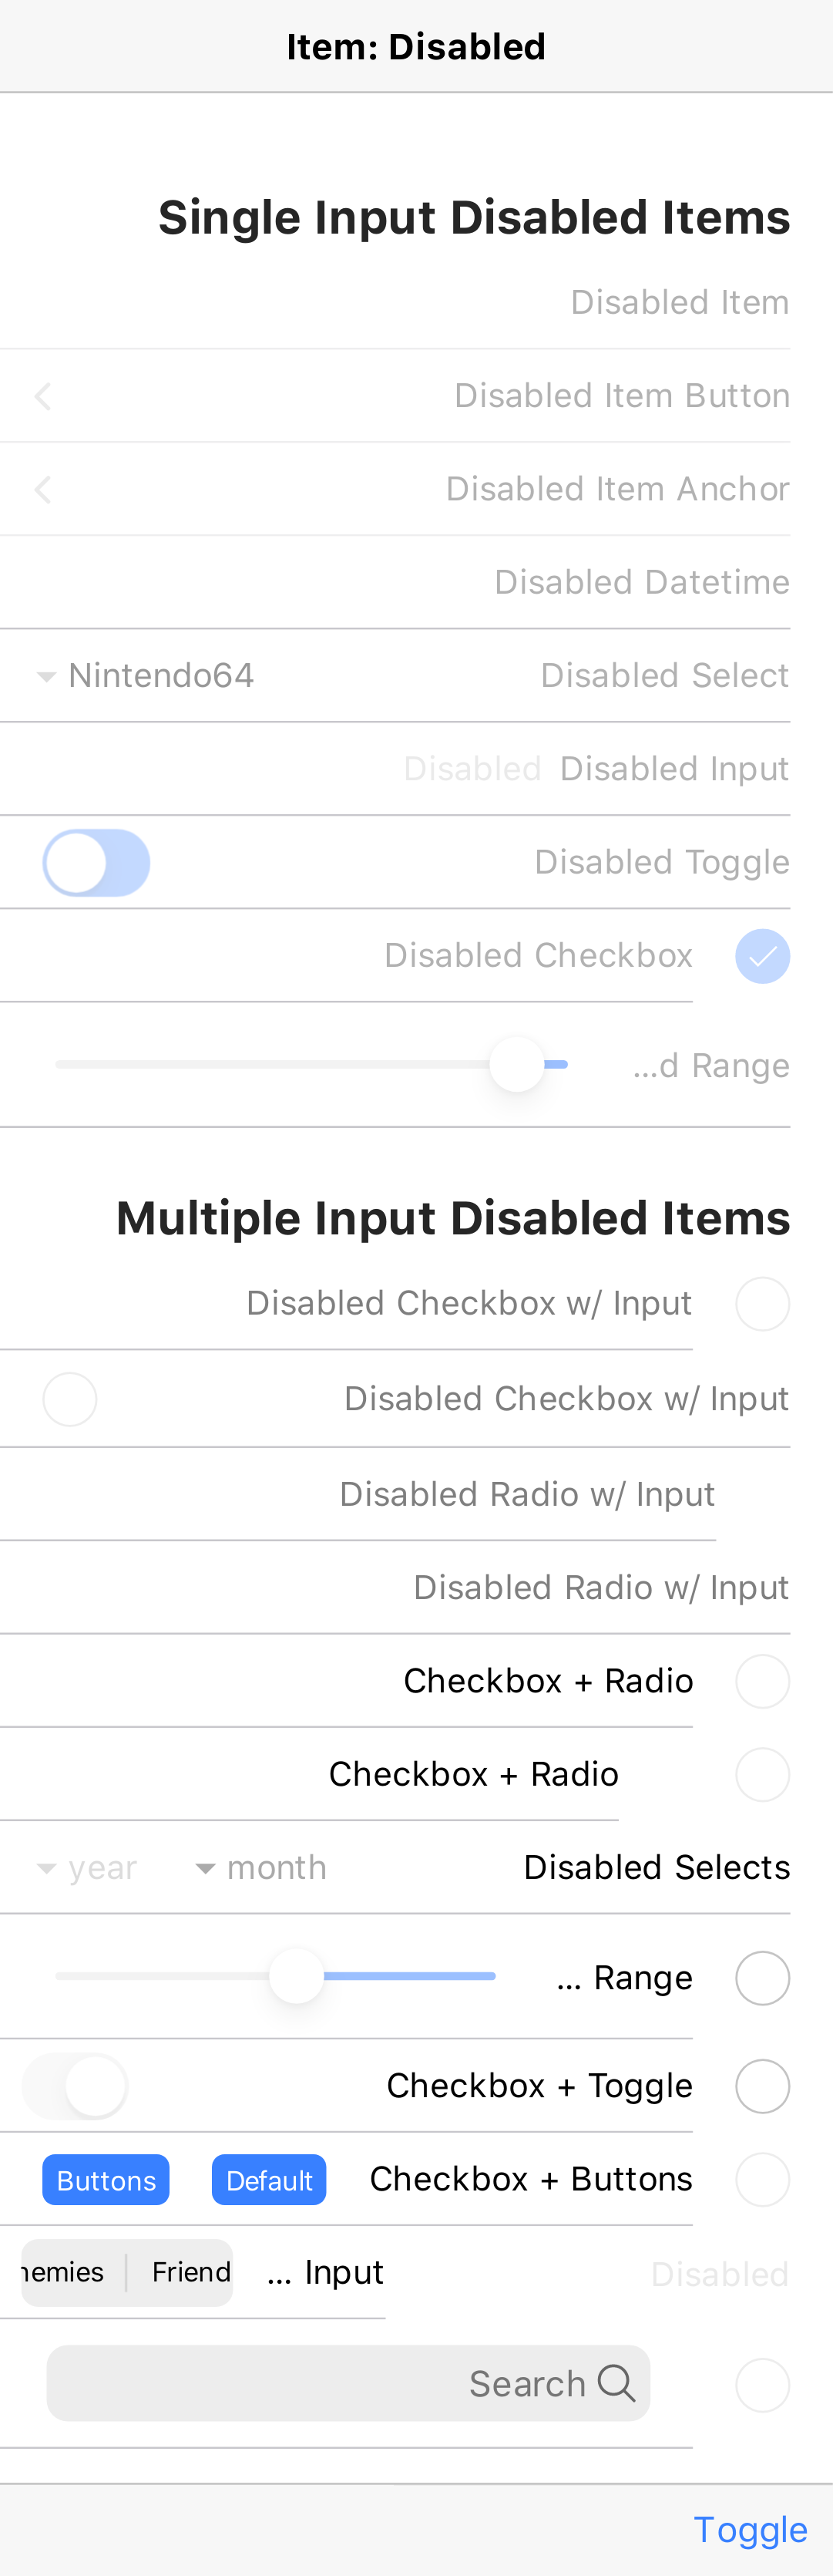 Item: Disabled
Single Input Disabled Items
Disabled Item
Disabled Item Button
Disabled Item Anchor
Disabled Datetime
Disabled Select Nintendo64
Disabled Input Disabled
Disabled Toggle
Disabled Checkbox
...d Range
Multiple Input Disabled Items
Disabled Checkbox w/ Input
Disabled Checkbox w/ Input
Disabled Radio w/ Input
Disabled Radio w/ Input
Checkbox + Radio
Checkbox + Radio
Disabled Selects month year
... Range
Checkbox + Toggle
Checkbox + Buttons Default Buttons
Disabled ... Input Friend nemies
Search
Toggle